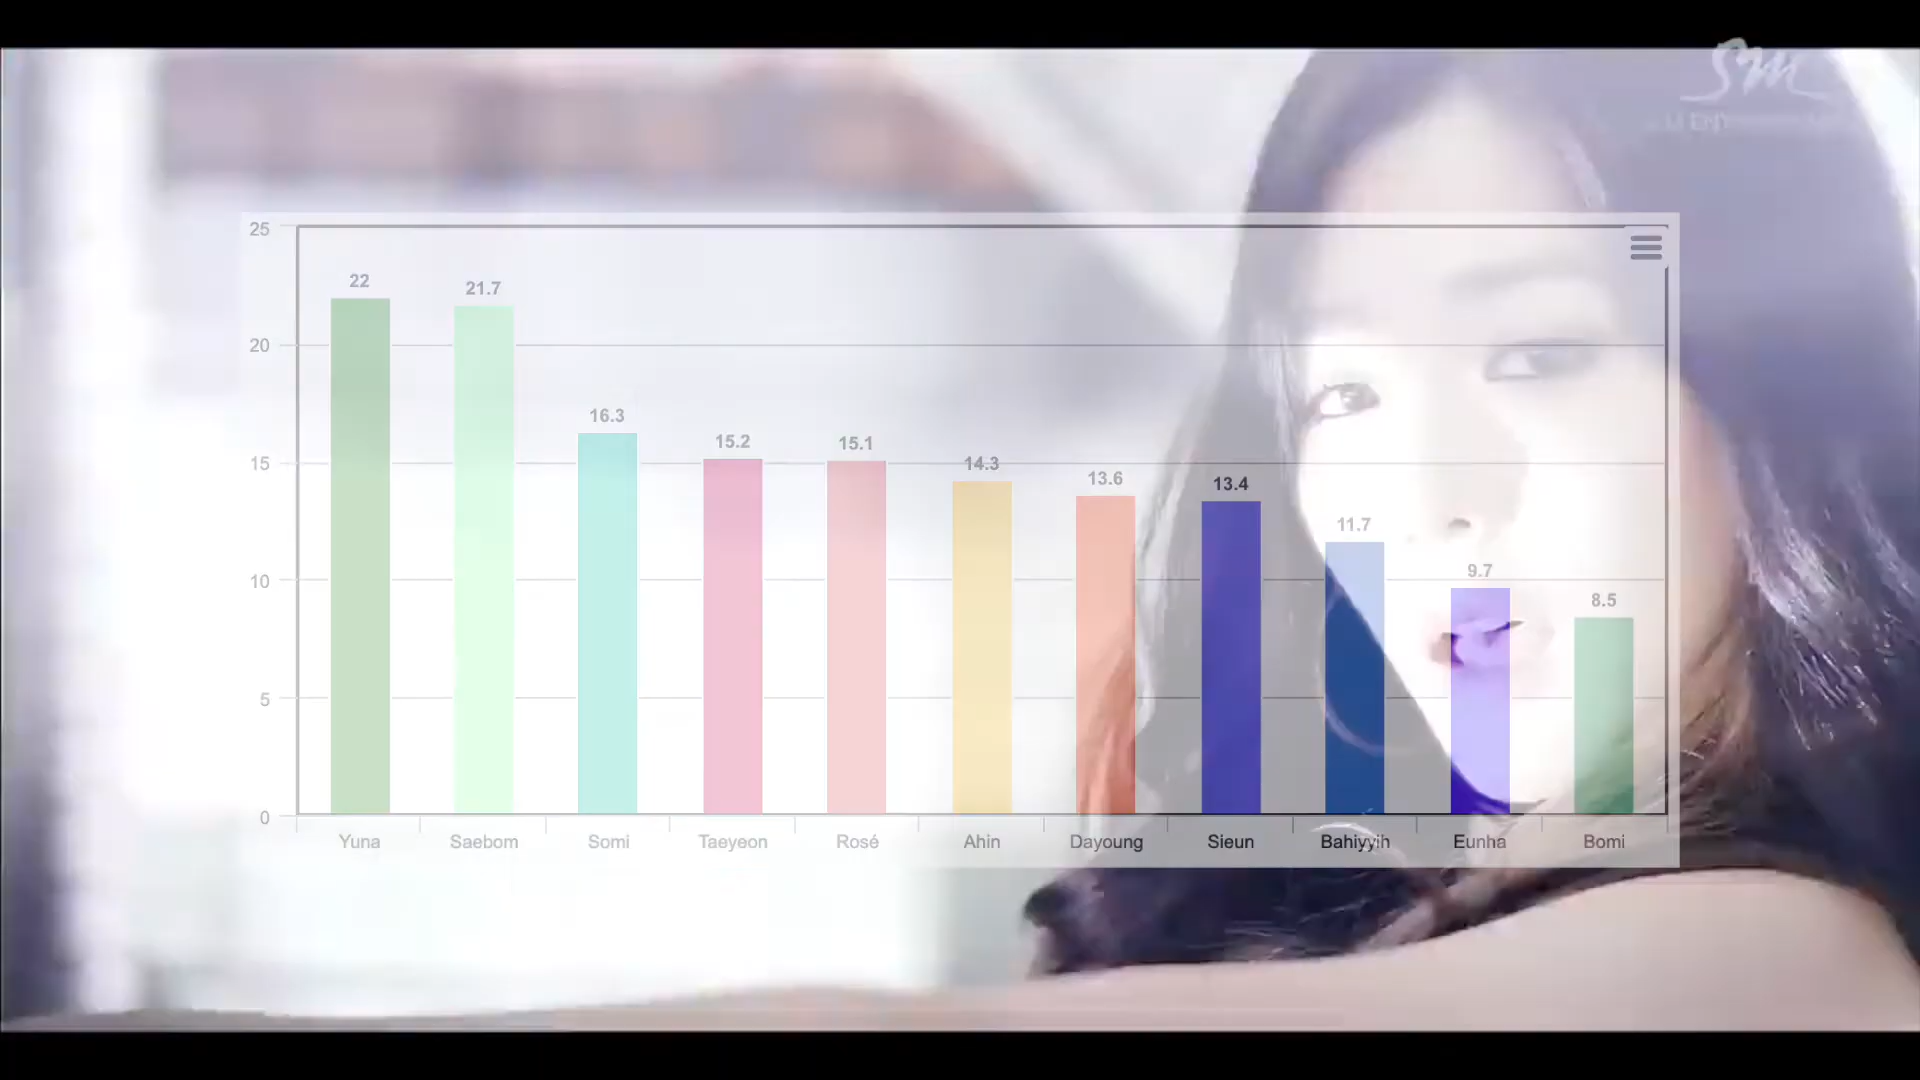 SM
25
20
15
10
5
0
22
21.7
16.3
15.2
15.1
14.3
13.6
13.4
11.7
9.7
8.5
Yuna
Saebom
Somi
Taeyeon
Rosé
Ahin
Dayoung
Sieun
Bahiyyih
Eunha
Bomi